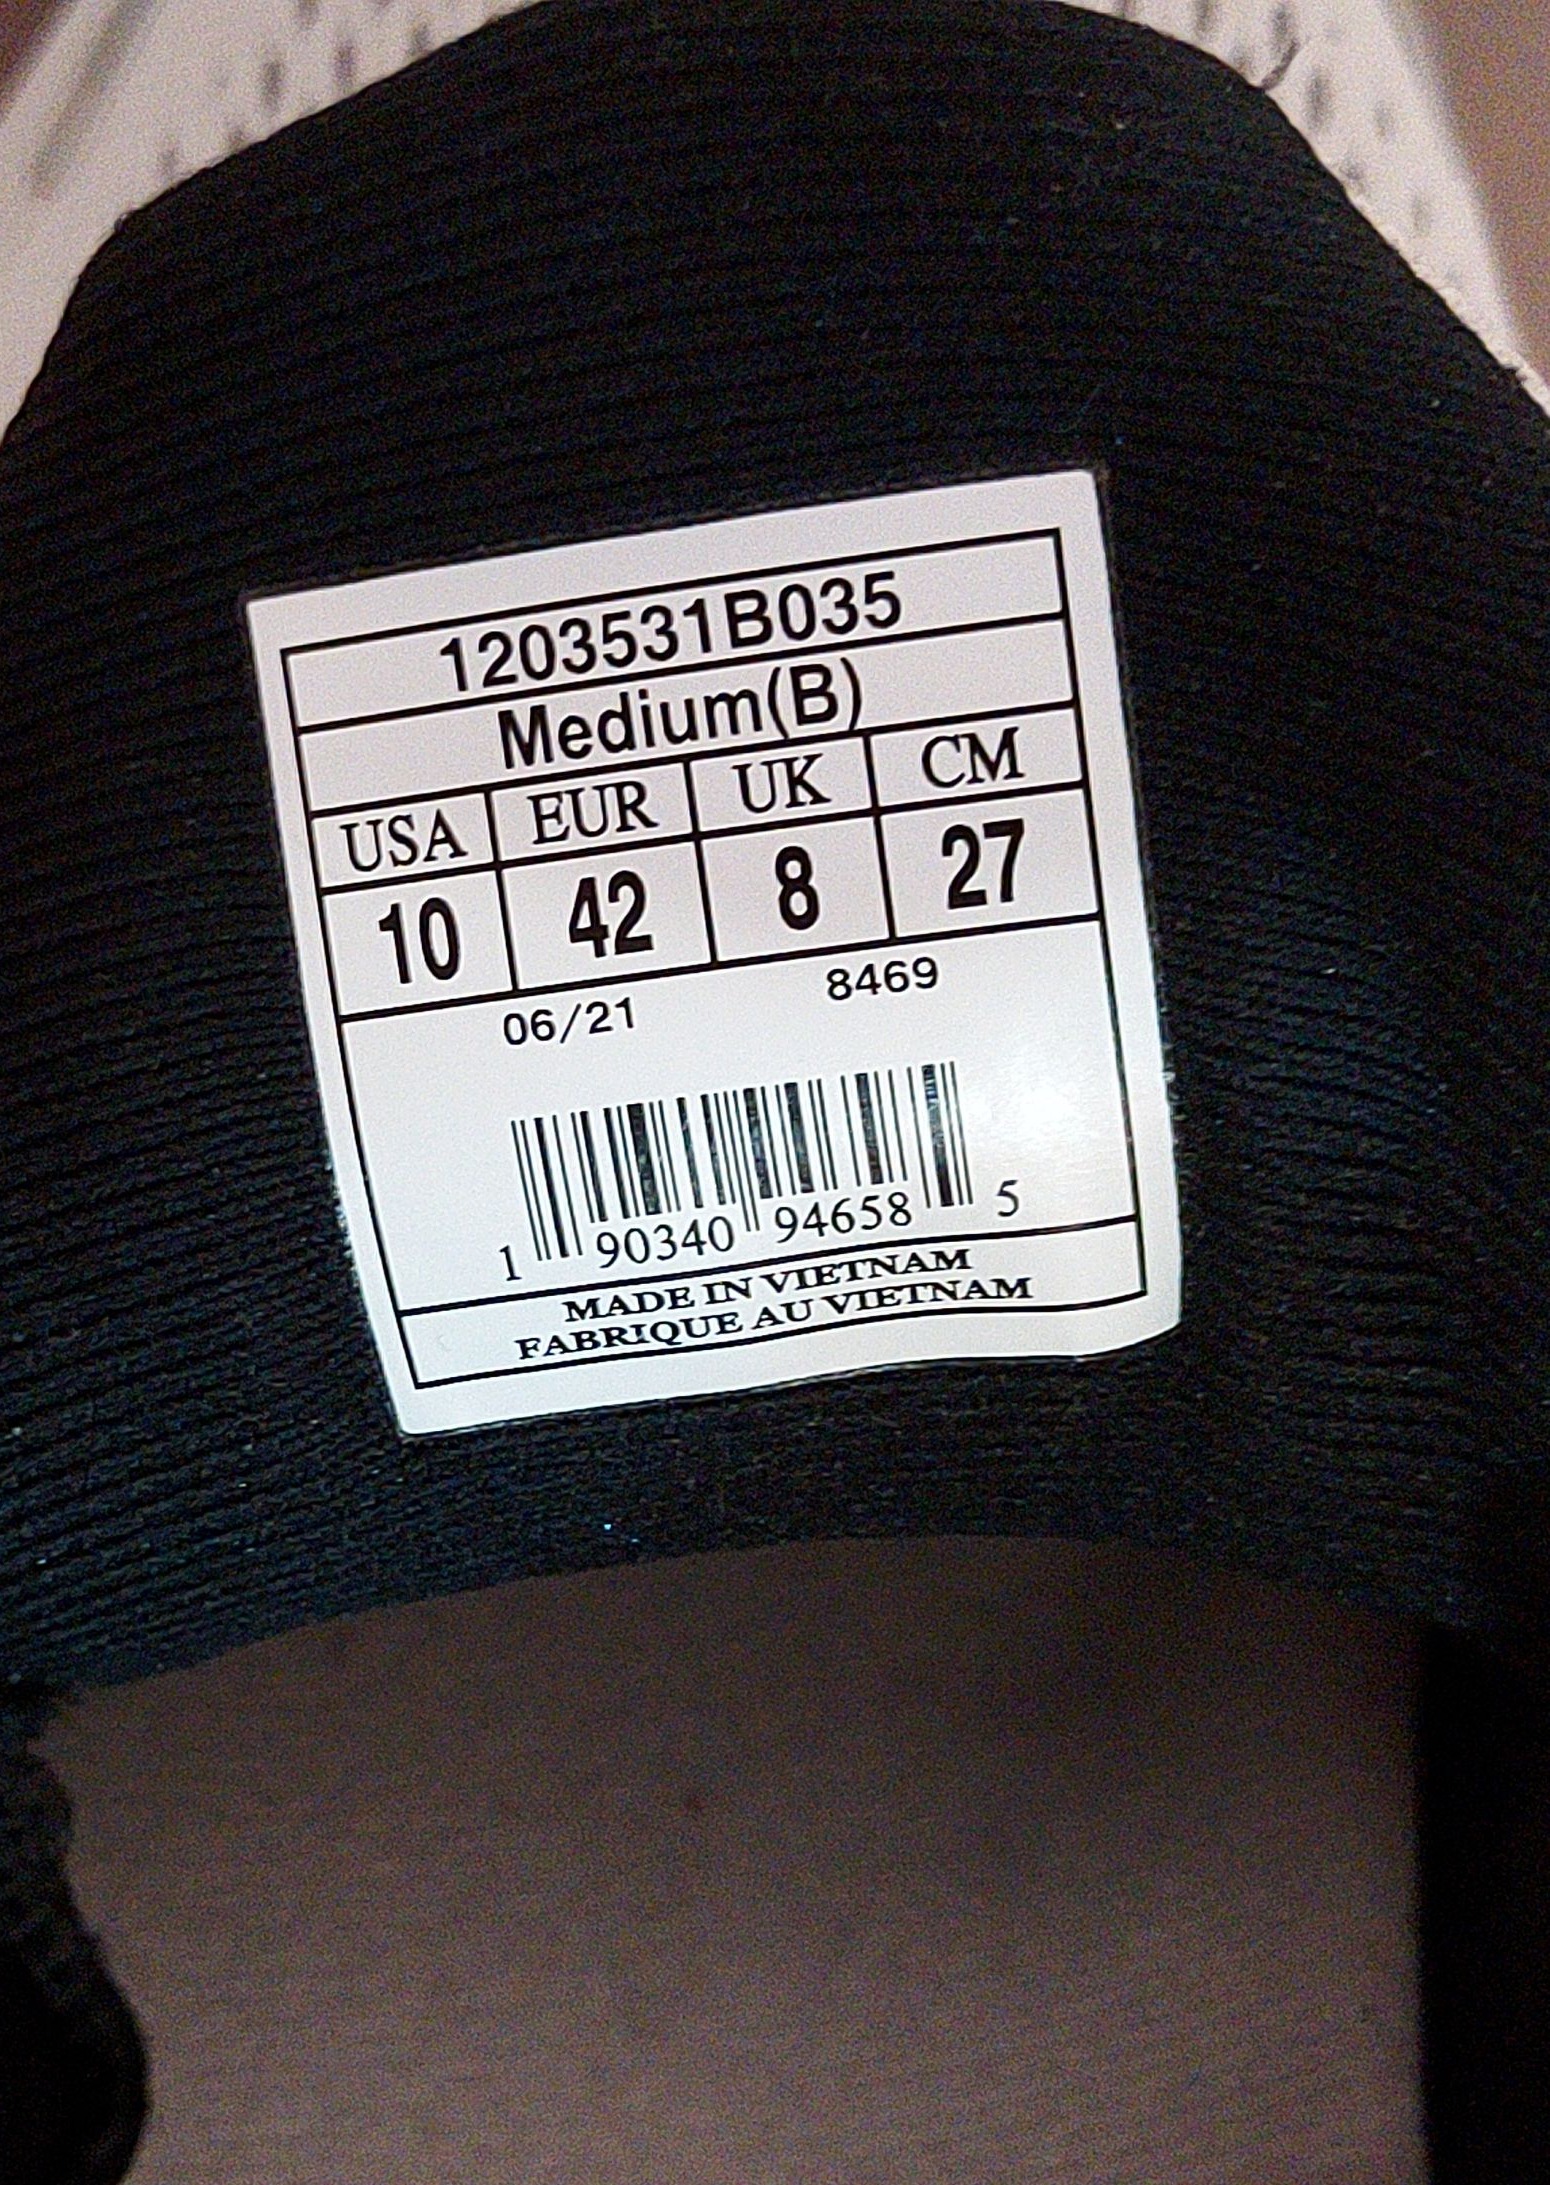 1203531B035
Medium(B)
USA EUR UK CM
10 42 8 27
06/21 8469
1 90340 94658 5
MADE IN VIETNAM
FABRIQUE AU VIETNAM